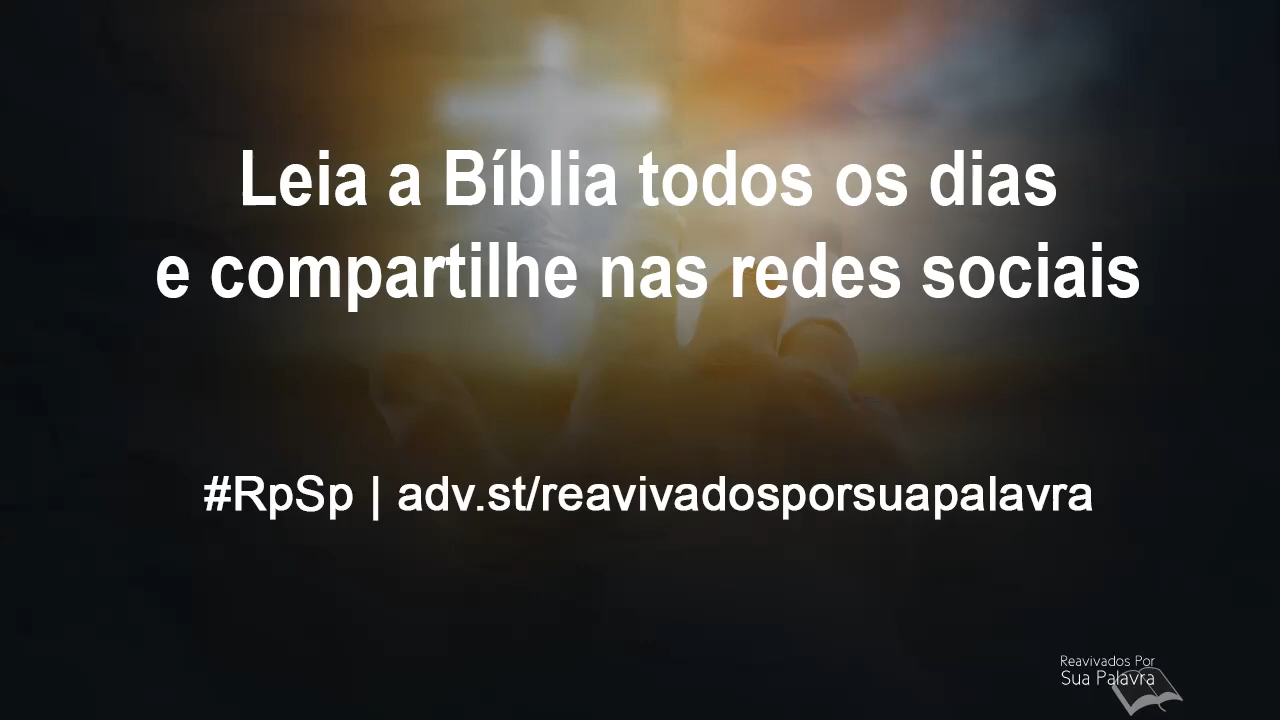 Leia a Bíblia todos os dias
e compartilhe nas redes sociais
#RpSp | adv.st/reavivadosporsuapalavra
Reavivados Por
Sua Palavra